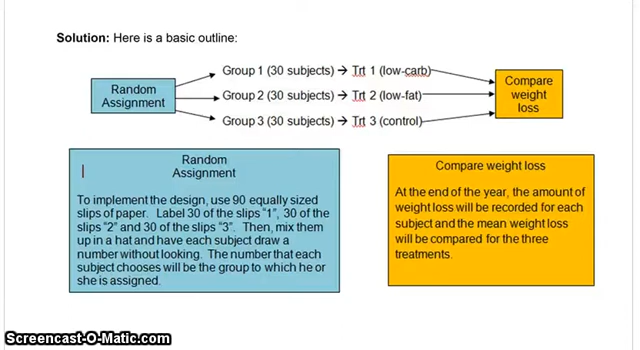 Solution: Here is a basic outline:
Group 1 (30 subjects) → Trt 1 (low-carb)
Random
Assignment
Group 2 (30 subjects) → Trt 2 (low-fat)
Group 3 (30 subjects) → Trt 3 (control)
Compare
weight
loss
Random
Assignment
To implement the design, use 90 equally sized
slips of paper. Label 30 of the slips "1", 30 of the
slips "2" and 30 of the slips "3". Then, mix them
up in a hat and have each subject draw a
number without looking. The number that each
subject chooses will be the group to which he or
she is assigned.
Compare weight loss
At the end of the year, the amount of
weight loss will be recorded for each
subject and the mean weight loss
will be compared for the three
treatments.
Screencast-O-Matic.com